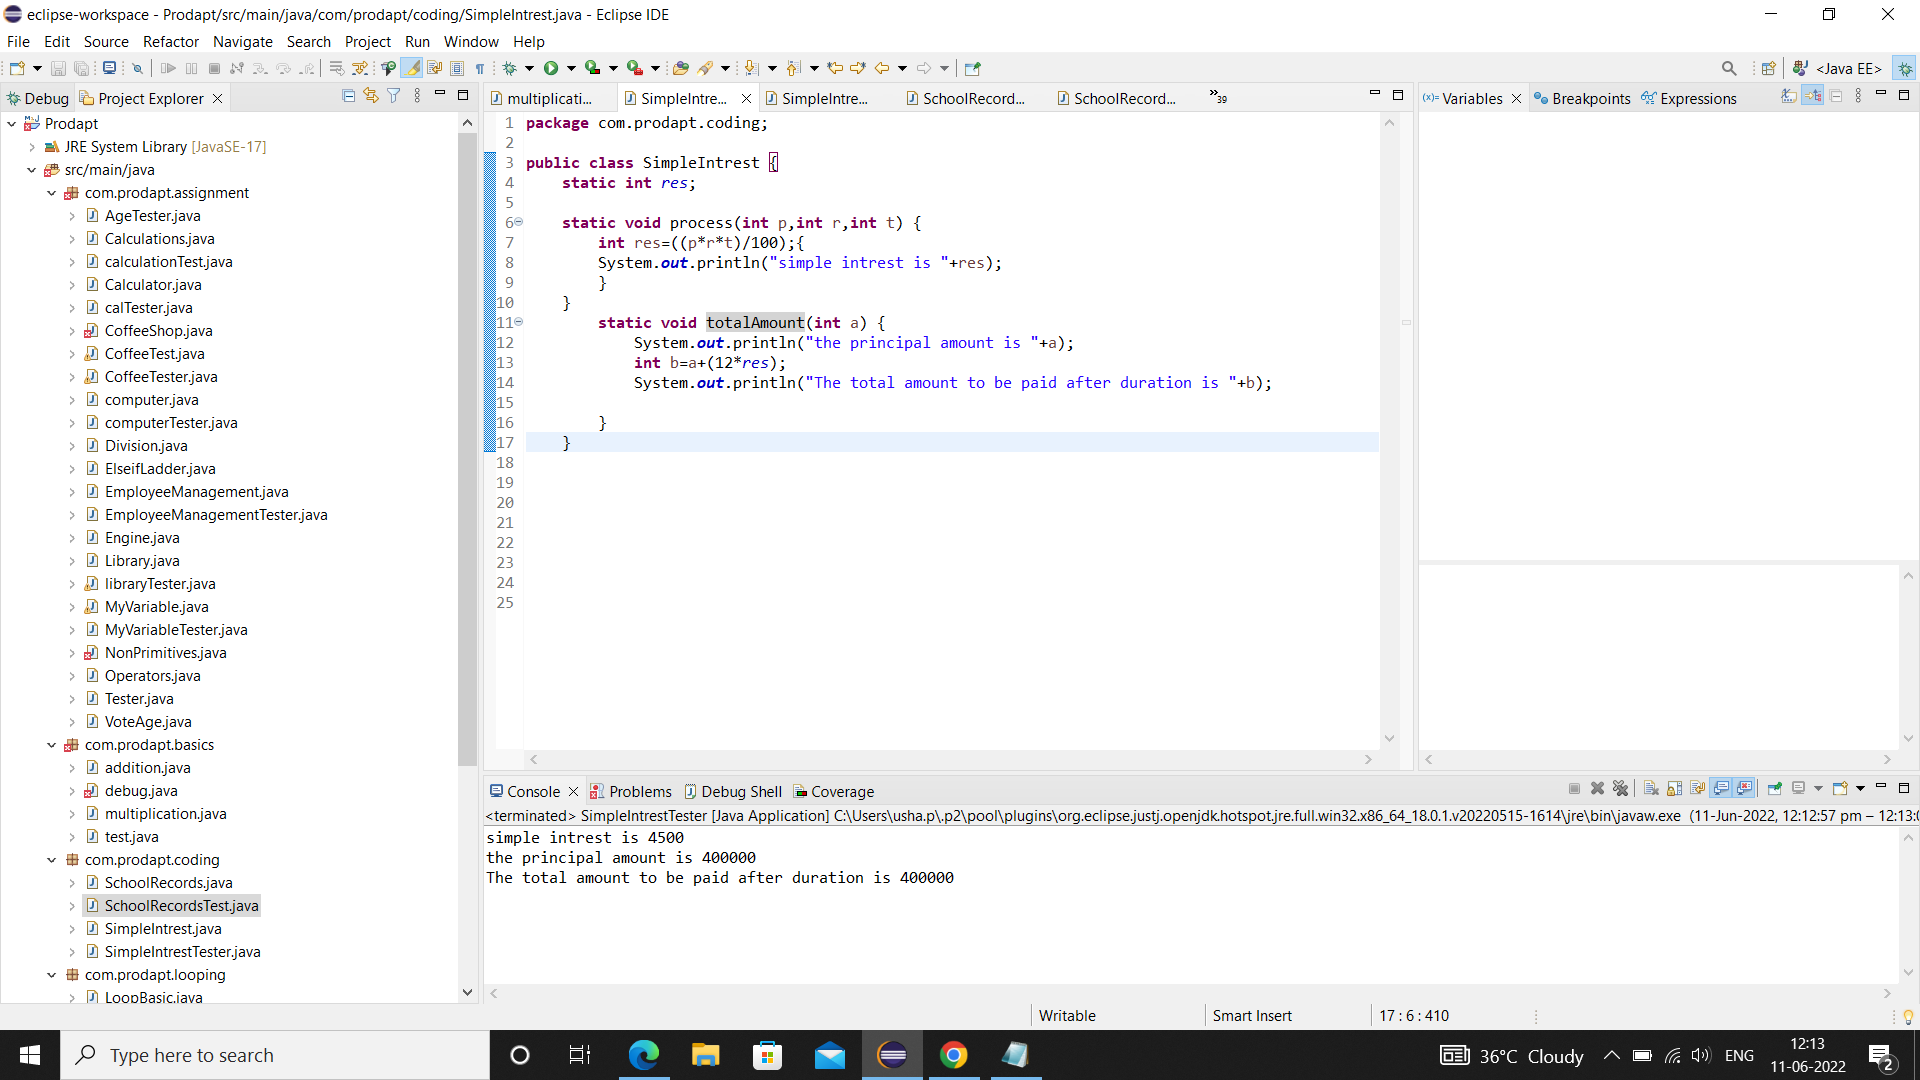 eclipse-workspace - Prodapt/src/main/java/com/prodapt/coding/SimpleIntrest.java - Eclipse IDE
File Edit Source Refactor Navigate Search Project Run Window Help
<Java EE>
Debug Project Explorer
multiplicati... SimpleIntre... SimpleIntre... SchoolRecord... SchoolRecord... »39
(x)= Variables Breakpoints Expressions
Prodapt
JRE System Library [JavaSE-17]
src/main/java
com.prodapt.assignment
AgeTester.java
Calculations.java
calculationTest.java
Calculator.java
calTester.java
CoffeeShop.java
CoffeeTest.java
CoffeeTester.java
computer.java
computerTester.java
Division.java
ElseifLadder.java
EmployeeManagement.java
EmployeeManagementTester.java
Engine.java
Library.java
libraryTester.java
MyVariable.java
MyVariableTester.java
NonPrimitives.java
Operators.java
Tester.java
VoteAge.java
com.prodapt.basics
addition.java
debug.java
multiplication.java
test.java
com.prodapt.coding
SchoolRecords.java
SchoolRecordsTest.java
SimpleIntrest.java
SimpleIntrestTester.java
com.prodapt.looping
LoopBasic.java
1 package com.prodapt.coding;
2
3 public class SimpleIntrest {
4 static int res;
5
6 static void process(int p,int r,int t) {
7 int res=((p*r*t)/100);{
8 System.out.println("simple intrest is "+res);
9 }
10 }
11 static void totalAmount(int a) {
12 System.out.println("the principal amount is "+a);
13 int b=a+(12*res);
14 System.out.println("The total amount to be paid after duration is "+b);
15
16 }
17 }
18
19
20
21
22
23
24
25
Console Problems Debug Shell Coverage
<terminated> SimpleIntrestTester [Java Application] C:\Users\usha.p\.p2\pool\plugins\org.eclipse.justj.openjdk.hotspot.jre.full.win32.x86_64_18.0.1.v20220515-1614\jre\bin\javaw.exe (11-Jun-2022, 12:12:57 pm – 12:13:0
simple intrest is 4500
the principal amount is 400000
The total amount to be paid after duration is 400000
Writable Smart Insert 17 : 6 : 410
Type here to search
36°C Cloudy ENG 12:13
11-06-2022 2